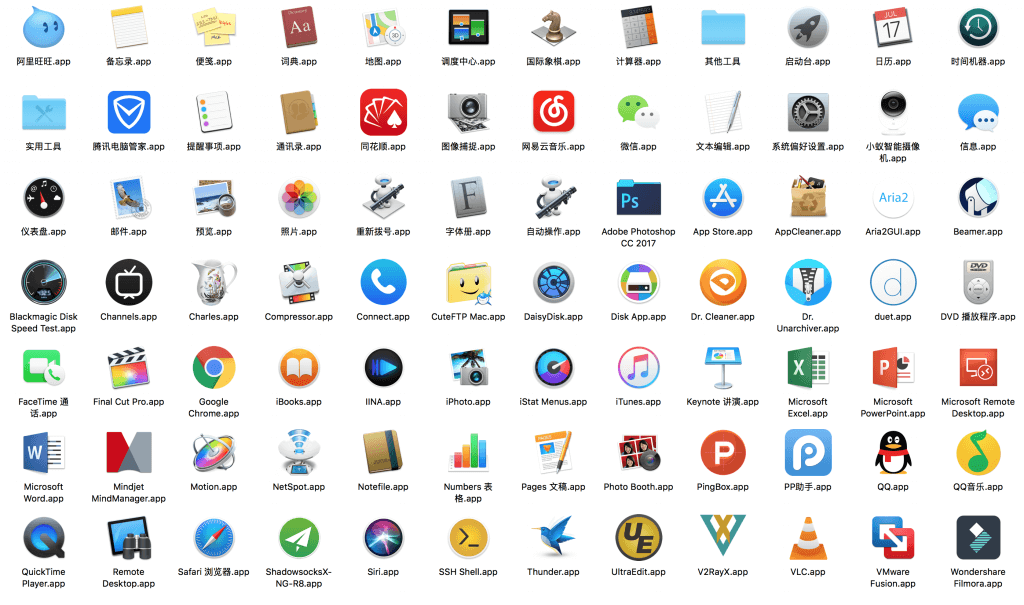 阿里旺旺.app
备忘录.app
便笺.app
词典.app
地图.app
调度中心.app
国际象棋.app
计算器.app
其他工具
启动台.app
日历.app
时间机器.app
Dictionary
Aa
3D
JUL
17
实用工具
腾讯电脑管家.app
提醒事项.app
通讯录.app
同花顺.app
图像捕捉.app
网易云音乐.app
微信.app
文本编辑.app
系统偏好设置.app
小蚁智能摄像
机.app
信息.app
F
Ps
Aria2
仪表盘.app
邮件.app
预览.app
照片.app
重新拨号.app
字体册.app
自动操作.app
Adobe Photoshop
CC 2017
App Store.app
AppCleaner.app
Aria2GUI.app
Beamer.app
d
DVD
Blackmagic Disk
Speed Test.app
Channels.app
Charles.app
Compressor.app
Connect.app
CuteFTP Mac.app
DaisyDisk.app
Disk App.app
Dr. Cleaner.app
Dr.
Unarchiver.app
duet.app
DVD 播放程序.app
X
P
FaceTime 通
话.app
Final Cut Pro.app
Google
Chrome.app
iBooks.app
IINA.app
iPhoto.app
iStat Menus.app
iTunes.app
Keynote 讲演.app
Microsoft
Excel.app
Microsoft
PowerPoint.app
Microsoft Remote
Desktop.app
W
P
P
Microsoft
Word.app
Mindjet
MindManager.app
Motion.app
NetSpot.app
Notefile.app
Numbers 表
格.app
Pages 文稿.app
Photo Booth.app
PingBox.app
PP助手.app
QQ.app
QQ音乐.app
UE
QuickTime
Player.app
Remote
Desktop.app
Safari 浏览器.app
ShadowsocksX-
NG-R8.app
Siri.app
SSH Shell.app
Thunder.app
UltraEdit.app
V2RayX.app
VLC.app
VMware
Fusion.app
Wondershare
Filmora.app